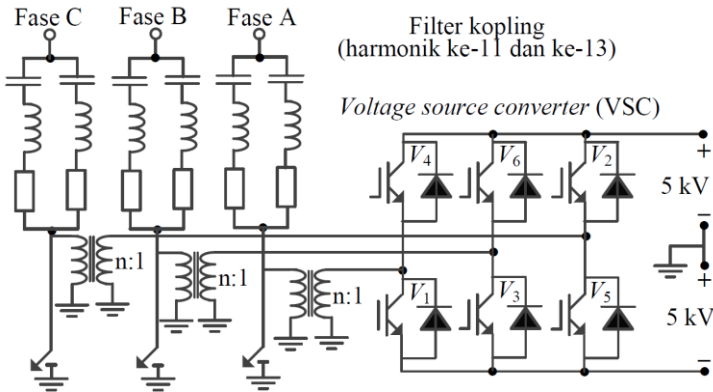 Fase C
Fase B
Fase A
Filter kopling
(harmonik ke-11 dan ke-13)
Voltage source converter (VSC)
V4
V6
V2
+
5 kV
–
n:1
n:1
n:1
V1
V3
V5
+
5 kV
–